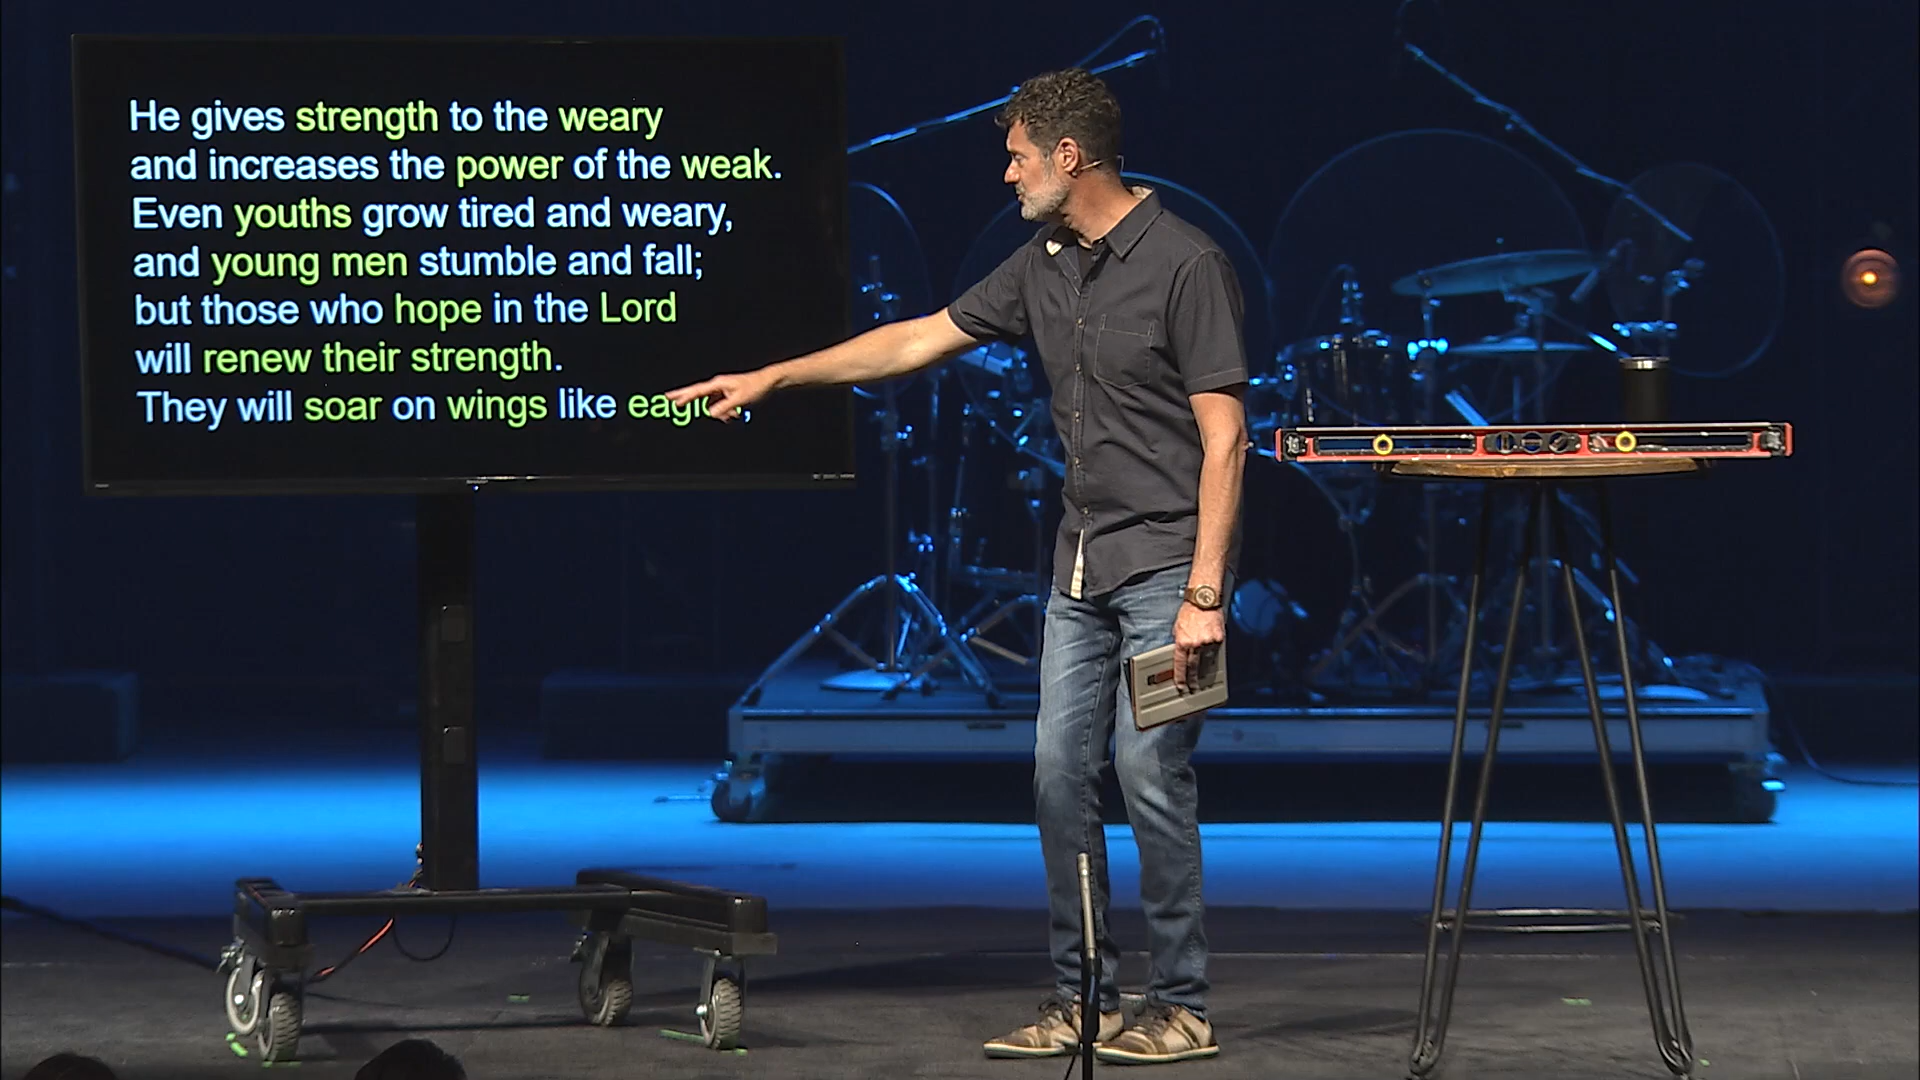 He gives strength to the weary
and increases the power of the weak.
Even youths grow tired and weary,
and young men stumble and fall;
but those who hope in the Lord
will renew their strength.
They will soar on wings like eagles,